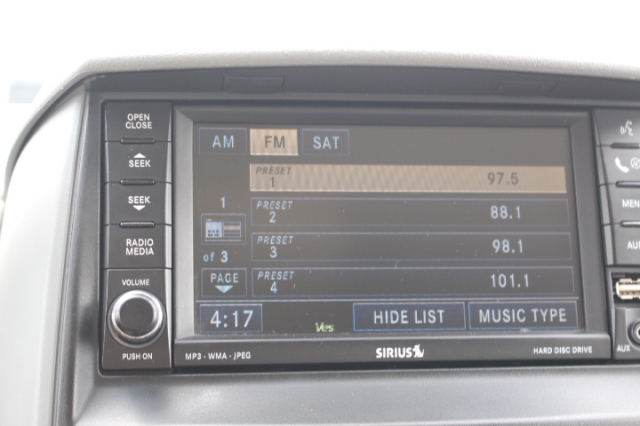 OPEN
CLOSE
SEEK
SEEK
RADIO
MEDIA
VOLUME
PUSH ON
AM FM SAT
PRESET
1 97.5
PRESET
2 88.1
PRESET
3 98.1
PRESET
4 101.1
1
of 3
PAGE
4:17 Ves HIDE LIST MUSIC TYPE
MP3 · WMA · JPEG SIRIUS HARD DISC DRIVE
AUX